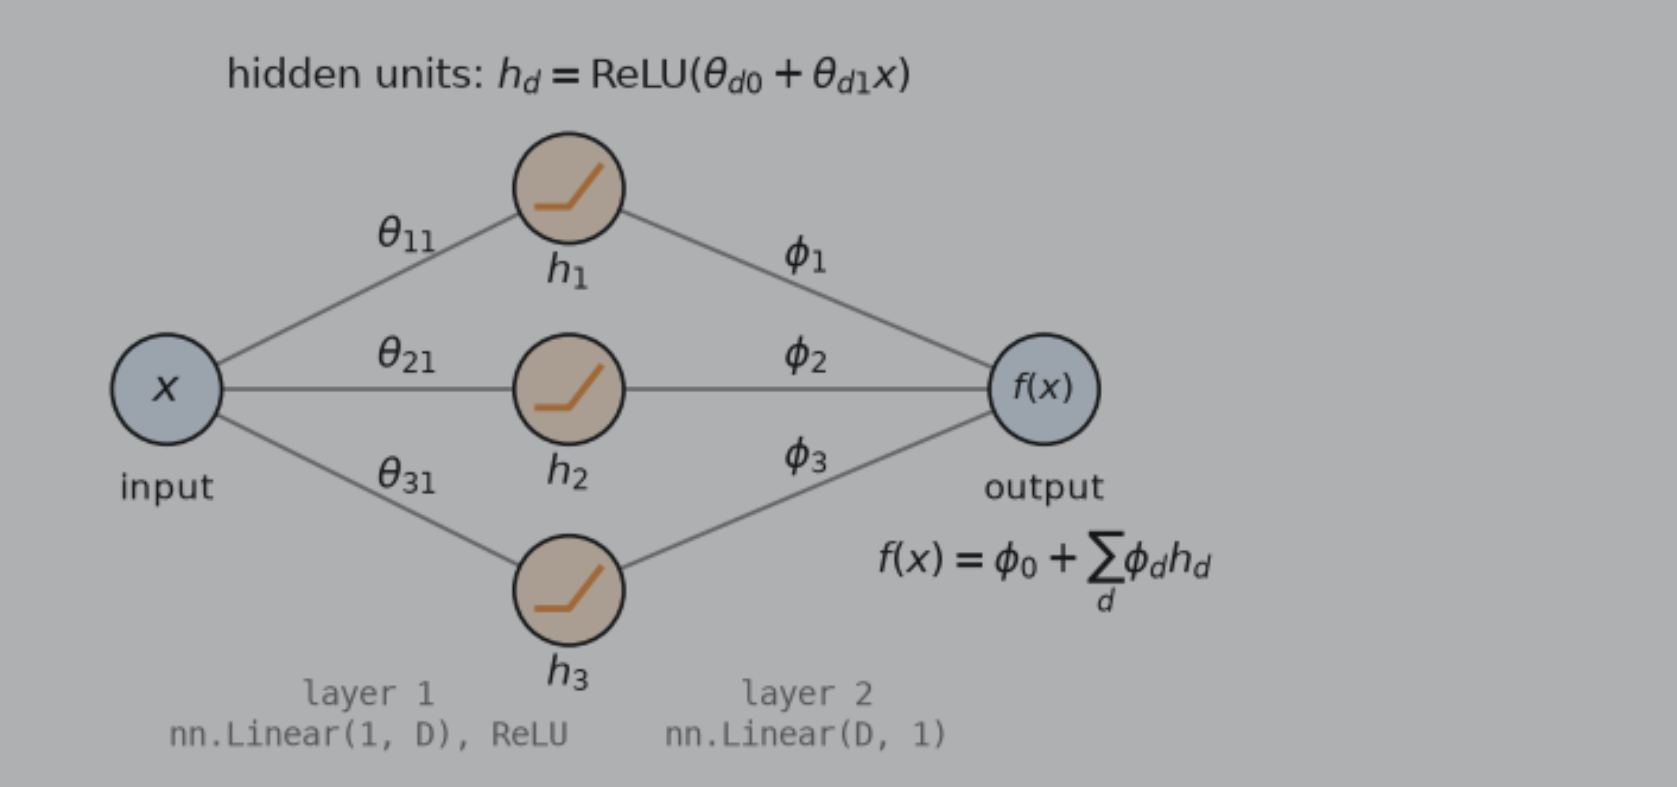 hidden units: h_d = ReLU(θ_d0 + θ_d1 x)
θ11
h1
ϕ1
x
θ21
h2
ϕ2
f(x)
input
θ31
ϕ3
output
f(x) = ϕ0 + ∑_d ϕ_d h_d
h3
layer 1
nn.Linear(1, D), ReLU
layer 2
nn.Linear(D, 1)